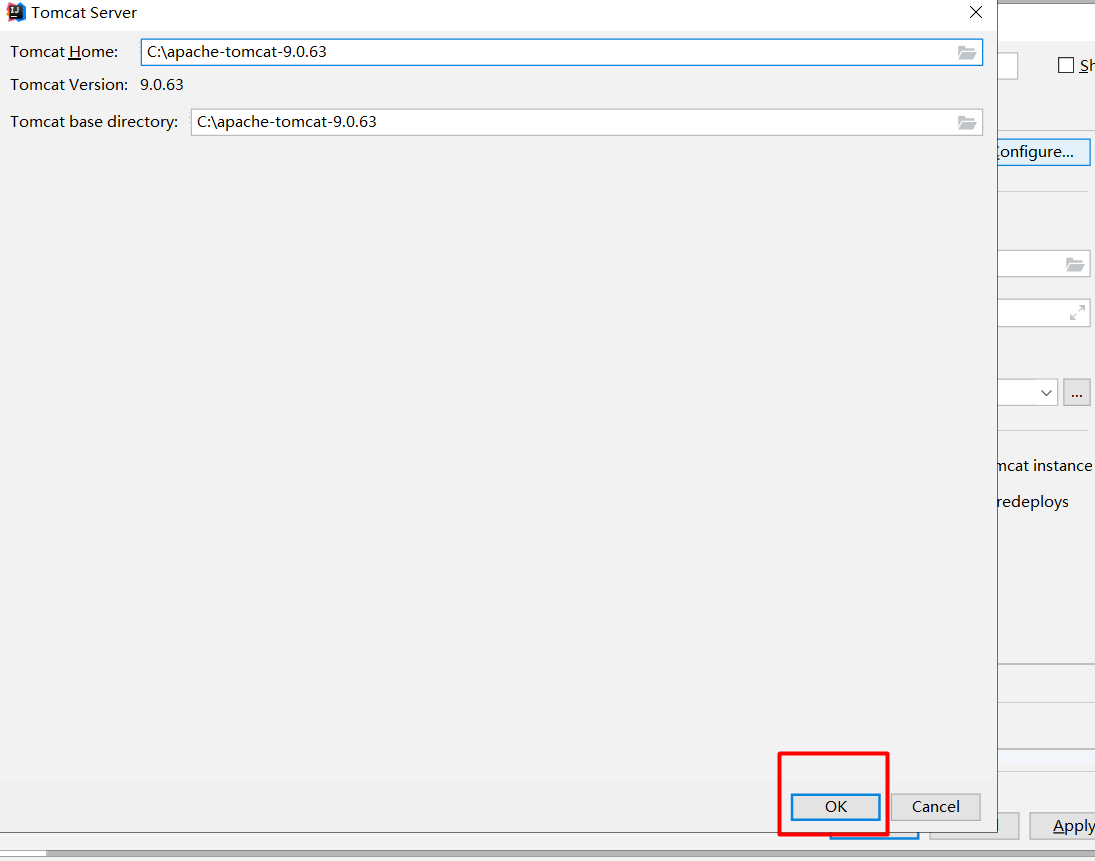 Tomcat Server
Tomcat Home: C:\apache-tomcat-9.0.63
Tomcat Version: 9.0.63
Tomcat base directory: C:\apache-tomcat-9.0.63
OK
Cancel
Sh
onfigure...
...
mcat instance
redeploys
Apply